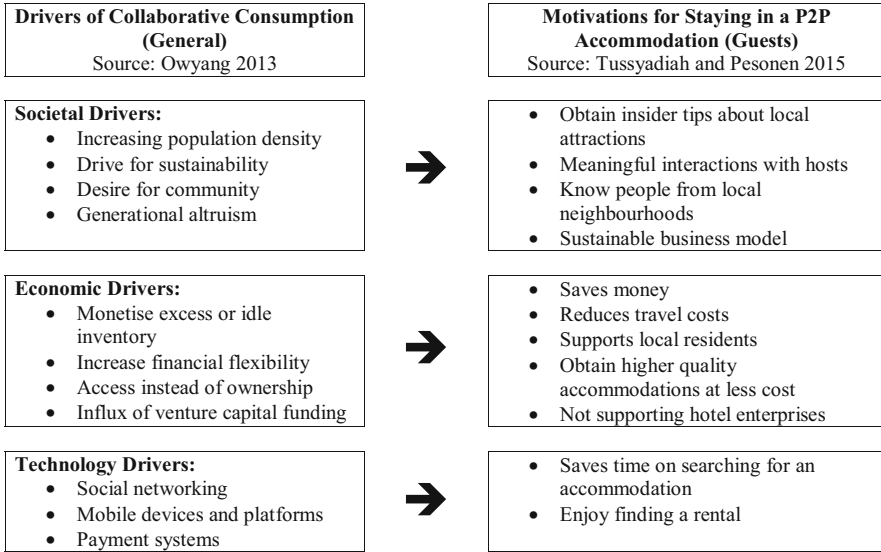 Drivers of Collaborative Consumption
(General)
Source: Owyang 2013
Motivations for Staying in a P2P
Accommodation (Guests)
Source: Tussyadiah and Pesonen 2015
Societal Drivers:
• Increasing population density
• Drive for sustainability
• Desire for community
• Generational altruism
• Obtain insider tips about local
attractions
• Meaningful interactions with hosts
• Know people from local
neighbourhoods
• Sustainable business model
Economic Drivers:
• Monetise excess or idle
inventory
• Increase financial flexibility
• Access instead of ownership
• Influx of venture capital funding
• Saves money
• Reduces travel costs
• Supports local residents
• Obtain higher quality
accommodations at less cost
• Not supporting hotel enterprises
Technology Drivers:
• Social networking
• Mobile devices and platforms
• Payment systems
• Saves time on searching for an
accommodation
• Enjoy finding a rental